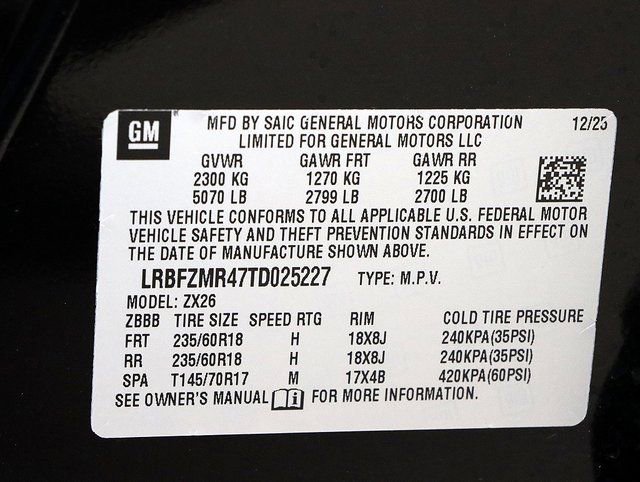 GM
MFD BY SAIC GENERAL MOTORS CORPORATION 12/25
LIMITED FOR GENERAL MOTORS LLC
GVWR GAWR FRT GAWR RR
2300 KG 1270 KG 1225 KG
5070 LB 2799 LB 2700 LB
THIS VEHICLE CONFORMS TO ALL APPLICABLE U.S. FEDERAL MOTOR
VEHICLE SAFETY AND THEFT PREVENTION STANDARDS IN EFFECT ON
THE DATE OF MANUFACTURE SHOWN ABOVE.
LRBFZMR47TD025227 TYPE: M.P.V.
MODEL: ZX26
ZBBB TIRE SIZE SPEED RTG RIM COLD TIRE PRESSURE
FRT 235/60R18 H 18X8J 240KPA(35PSI)
RR 235/60R18 H 18X8J 240KPA(35PSI)
SPA T145/70R17 M 17X4B 420KPA(60PSI)
SEE OWNER'S MANUAL i FOR MORE INFORMATION.